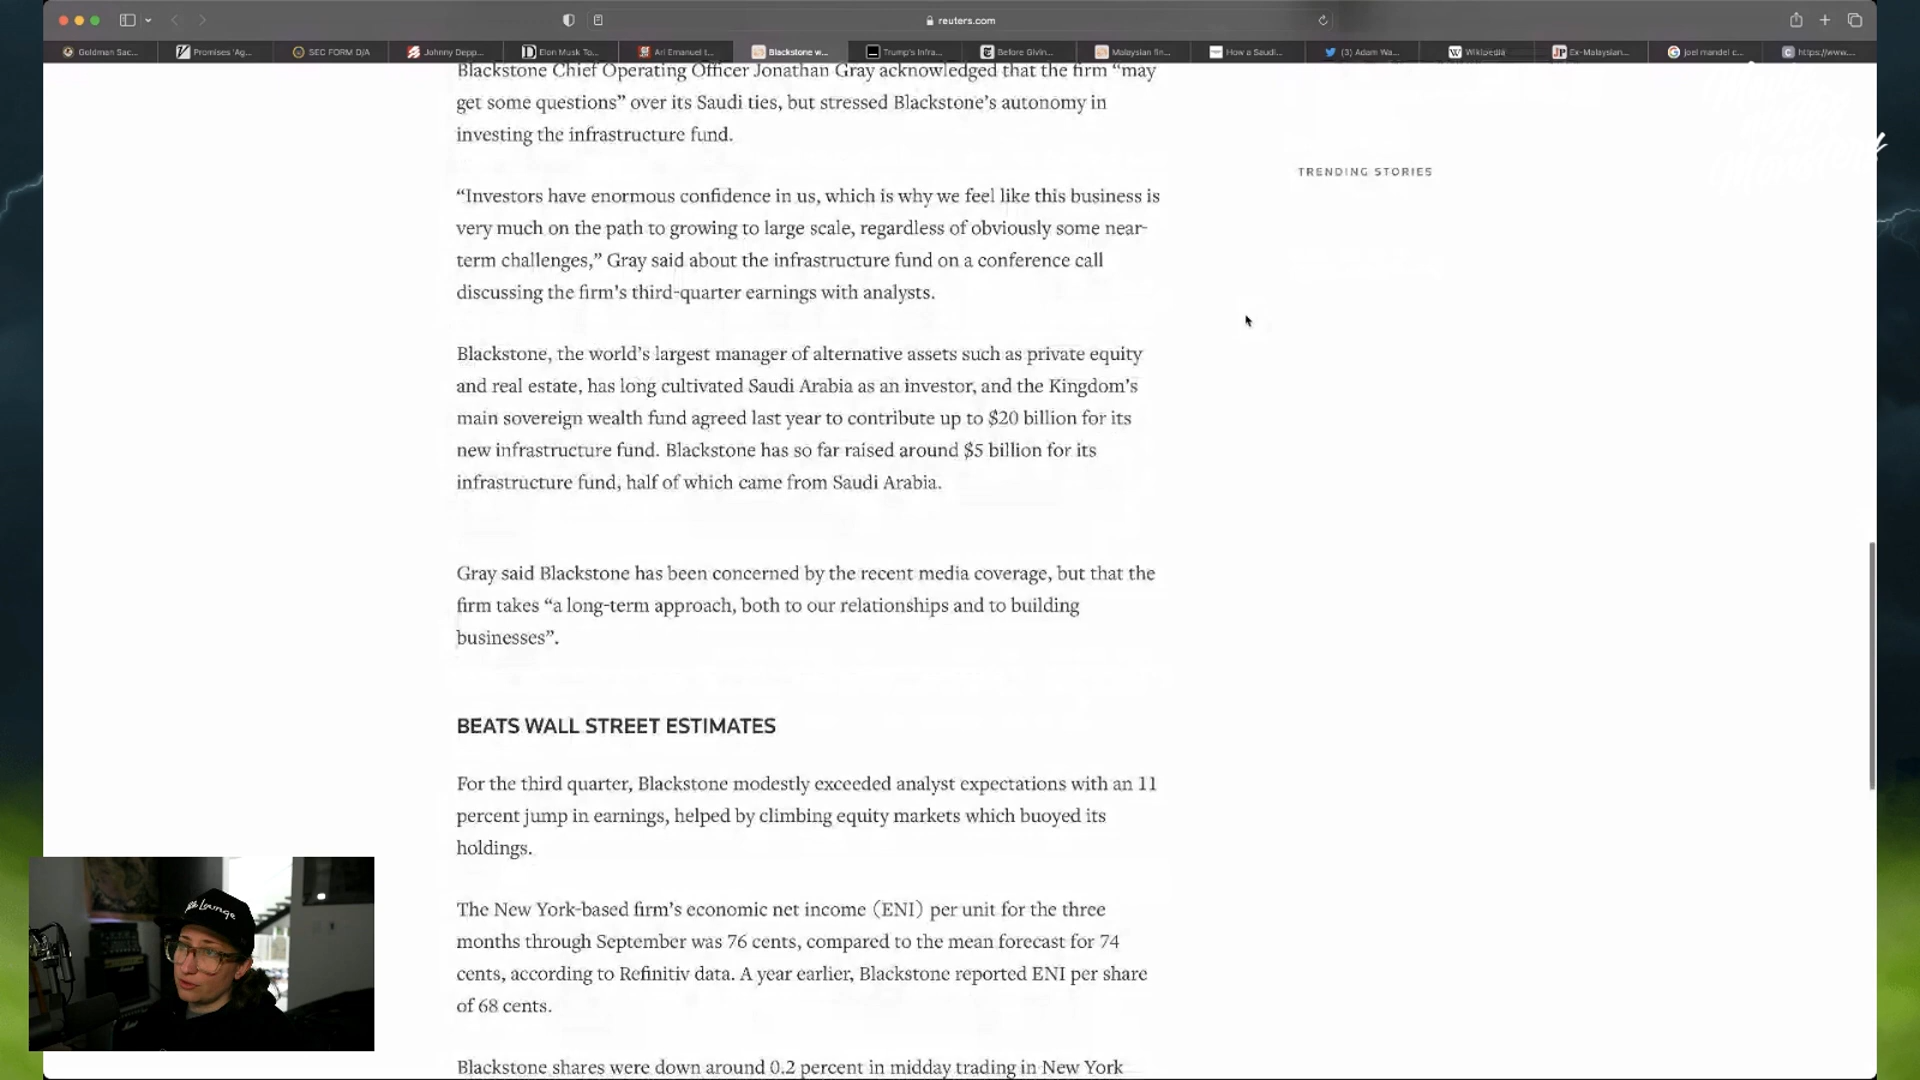 reuters.com
Goldman Sac...
Promises 'Ag...
SEC FORM D/A
Johnny Depp...
Elon Musk To...
Ari Emanuel t...
Blackstone w...
Trump's Infra...
Before Givin...
Malaysian fin...
How a Saudi...
(3) Adam Wa...
Wikipedia
Ex-Malaysian...
joel mandel c...
https://www....
Blackstone Chief Operating Officer Jonathan Gray acknowledged that the firm “may
get some questions” over its Saudi ties, but stressed Blackstone’s autonomy in
investing the infrastructure fund.
TRENDING STORIES
“Investors have enormous confidence in us, which is why we feel like this business is
very much on the path to growing to large scale, regardless of obviously some near-
term challenges,” Gray said about the infrastructure fund on a conference call
discussing the firm’s third-quarter earnings with analysts.
Blackstone, the world’s largest manager of alternative assets such as private equity
and real estate, has long cultivated Saudi Arabia as an investor, and the Kingdom’s
main sovereign wealth fund agreed last year to contribute up to $20 billion for its
new infrastructure fund. Blackstone has so far raised around $5 billion for its
infrastructure fund, half of which came from Saudi Arabia.
Gray said Blackstone has been concerned by the recent media coverage, but that the
firm takes “a long-term approach, both to our relationships and to building
businesses”.
BEATS WALL STREET ESTIMATES
For the third quarter, Blackstone modestly exceeded analyst expectations with an 11
percent jump in earnings, helped by climbing equity markets which buoyed its
holdings.
The New York-based firm’s economic net income (ENI) per unit for the three
months through September was 76 cents, compared to the mean forecast for 74
cents, according to Refinitiv data. A year earlier, Blackstone reported ENI per share
of 68 cents.
Blackstone shares were down around 0.2 percent in midday trading in New York
Lounge